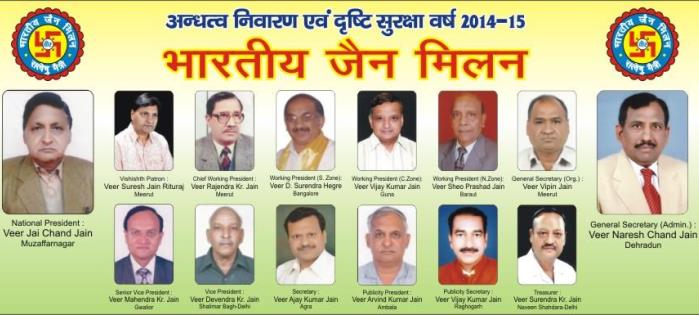 अन्धत्व निवारण एवं दृष्टि सुरक्षा वर्ष 2014-15
भारतीय जैन मिलन
भारतीय जैन मिलन
भारतीय जैन मिलन
National President :
Veer Jai Chand Jain
Muzaffarnagar
Vishishth Patron :
Veer Suresh Jain Rituraj
Meerut
Chief Working President :
Veer Rajendra Kr. Jain
Meerut
Working President (S. Zone):
Veer D. Surendra Hegre
Bangalore
Working President (C.Zone):
Veer Vijay Kumar Jain
Guna
Working President (N.Zone):
Veer Sheo Prashad Jain
Baraut
General Secretary (Org.) :
Veer Vipin Jain
Meerut
General Secretary (Admin.) :
Veer Naresh Chand Jain
Dehradun
Senior Vice President :
Veer Mahendra Kr. Jain
Gwalior
Vice President :
Veer Devendra Kr. Jain
Shalimar Bagh-Delhi
Secretary :
Veer Ajay Kumar Jain
Agra
Publicity President :
Veer Arvind Kumar Jain
Ambala
Publicity Secretary :
Veer Vijay Kumar Jain
Raghogarh
Treasurer :
Veer Surendra Kr. Jain
Naveen Shahdara-Delhi